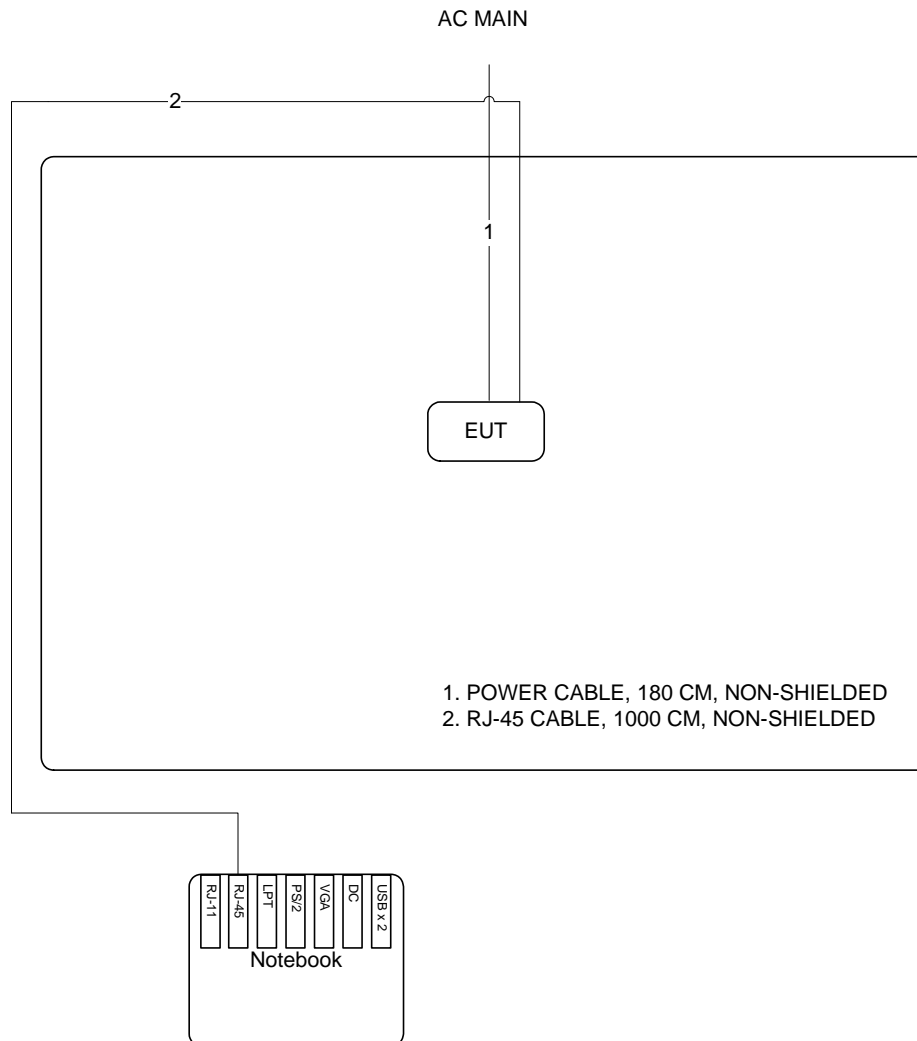 AC MAIN
2
1
EUT
1. POWER CABLE, 180 CM, NON-SHIELDED
2. RJ-45 CABLE, 1000 CM, NON-SHIELDED
RJ-11
RJ-45
LPT
PS/2
VGA
DC
USB x 2
Notebook